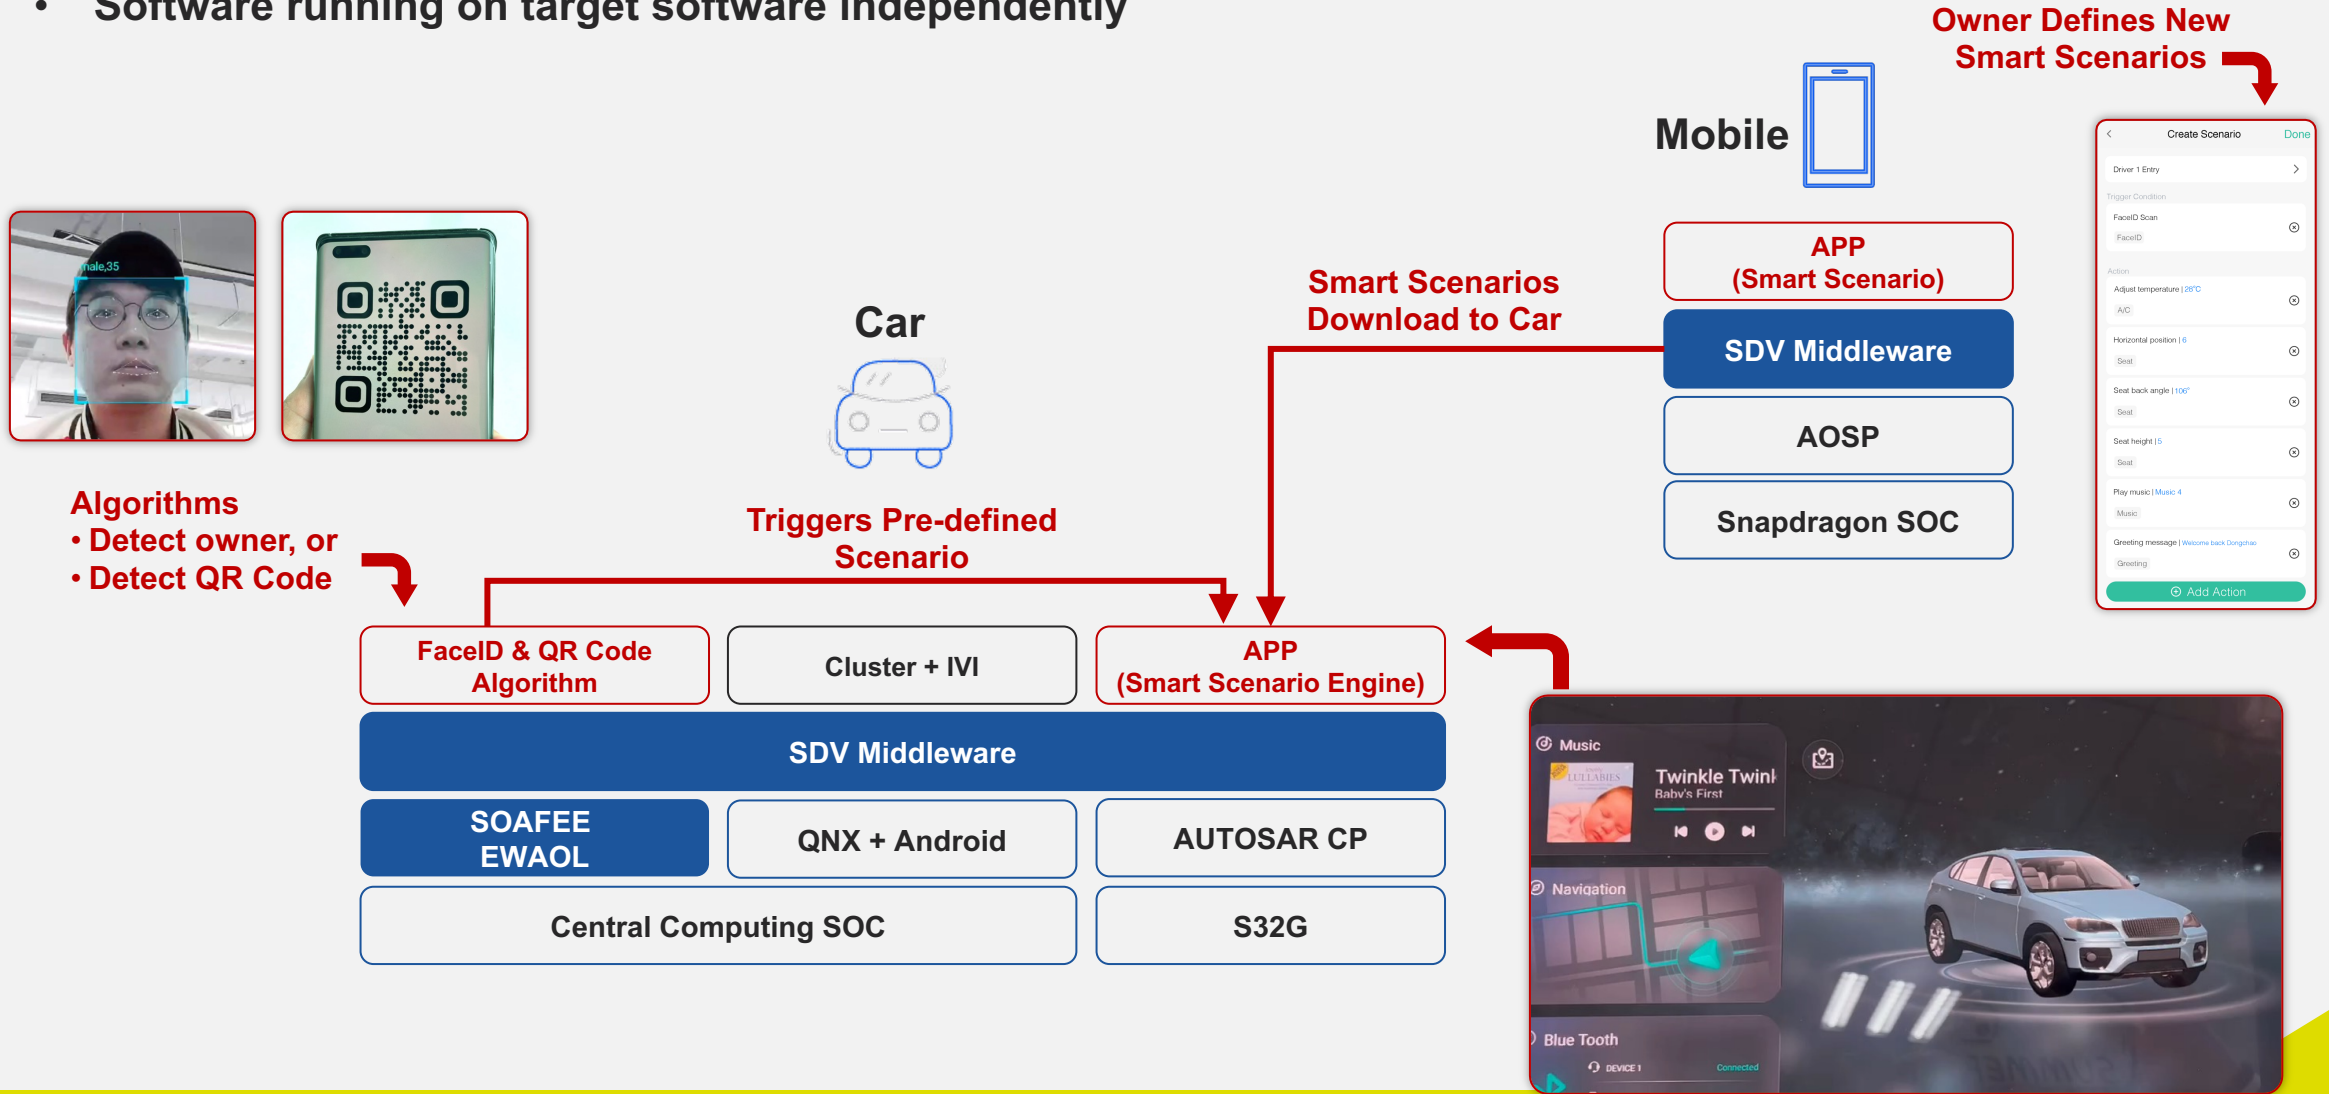 • Software running on target software independently
Owner Defines New
Smart Scenarios
Mobile
Create Scenario
Done
Driver 1 Entry
Trigger Condition
FaceID Scan
FaceID
Action
Adjust temperature | 28°C
A/C
Horizontal position | 6
Seat
Seat back angle | 106°
Seat
Seat height | 5
Seat
Play music | Music 4
Music
Greeting message | Welcome back Dongchao
Greeting
Add Action
male,35
APP
(Smart Scenario)
SDV Middleware
AOSP
Snapdragon SOC
Smart Scenarios
Download to Car
Car
Algorithms
• Detect owner, or
• Detect QR Code
Triggers Pre-defined
Scenario
FaceID & QR Code
Algorithm
Cluster + IVI
APP
(Smart Scenario Engine)
SDV Middleware
SOAFEE
EWAOL
QNX + Android
AUTOSAR CP
Central Computing SOC
S32G
Music
LULLABIES
Twinkle Twink
Baby's First
Navigation
Blue Tooth
DEVICE 1
Connected